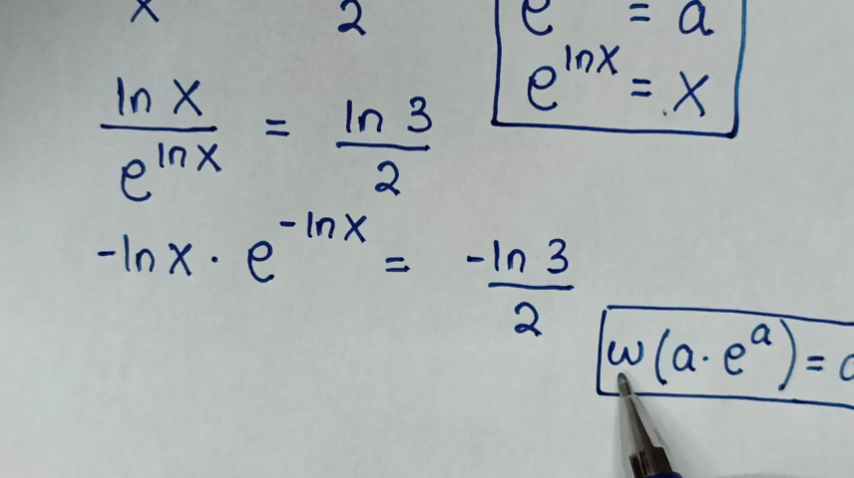 x 2
e = a
e^{ln x} = x
ln x / e^{ln x} = ln 3 / 2
-ln x · e^{-ln x} = -ln 3 / 2
w(a · e^a) =